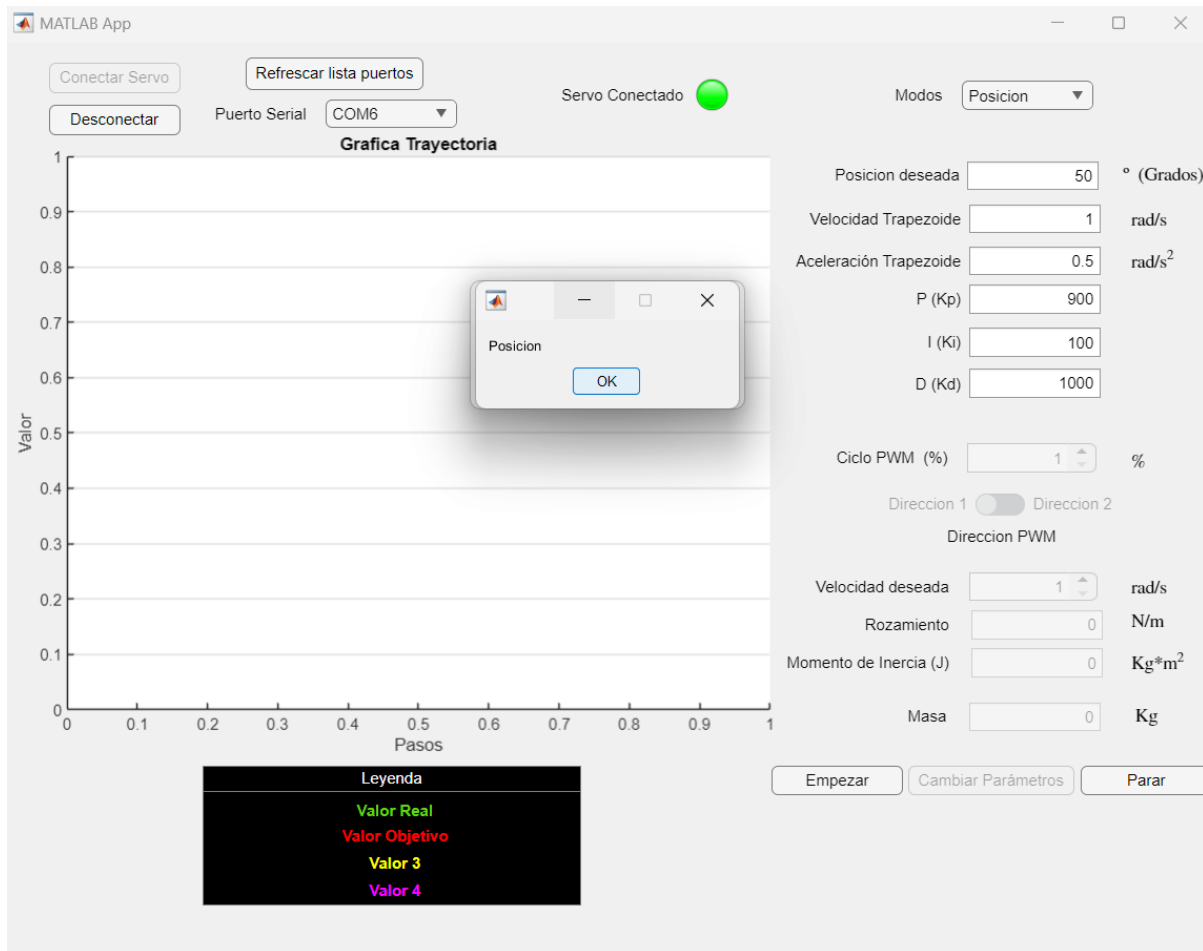 MATLAB App
Conectar Servo
Refrescar lista puertos
Desconectar
Puerto Serial COM6
Servo Conectado
Modos Posicion
Grafica Trayectoria
Valor
1
0.9
0.8
0.7
0.6
0.5
0.4
0.3
0.2
0.1
0
0 0.1 0.2 0.3 0.4 0.5 0.6 0.7 0.8 0.9 1
Pasos
Posicion
OK
Posicion deseada 50 º (Grados)
Velocidad Trapezoide 1 rad/s
Aceleración Trapezoide 0.5 rad/s²
P (Kp) 900
I (Ki) 100
D (Kd) 1000
Ciclo PWM (%) 1 %
Direccion 1 Direccion 2
Direccion PWM
Velocidad deseada 1 rad/s
Rozamiento 0 N/m
Momento de Inercia (J) 0 Kg*m²
Masa 0 Kg
Empezar Cambiar Parámetros Parar
Leyenda
Valor Real
Valor Objetivo
Valor 3
Valor 4